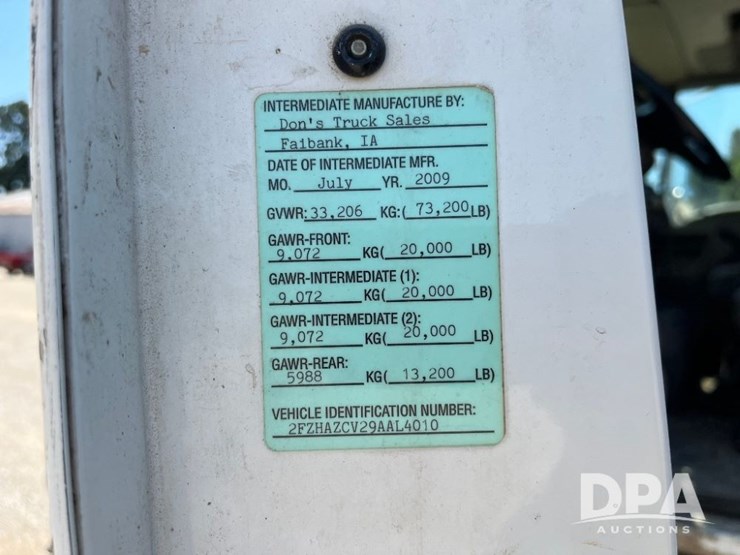 INTERMEDIATE MANUFACTURE BY:
Don's Truck Sales
Faibank, IA
DATE OF INTERMEDIATE MFR.
MO. July YR. 2009
GVWR: 33,206 KG: ( 73,200 LB)
GAWR-FRONT:
9,072 KG( 20,000 LB)
GAWR-INTERMEDIATE (1):
9,072 KG( 20,000 LB)
GAWR-INTERMEDIATE (2):
9,072 KG( 20,000 LB)
GAWR-REAR:
5988 KG( 13,200 LB)
VEHICLE IDENTIFICATION NUMBER:
2FZHAZCV29AAL4010
DPA
AUCTIONS